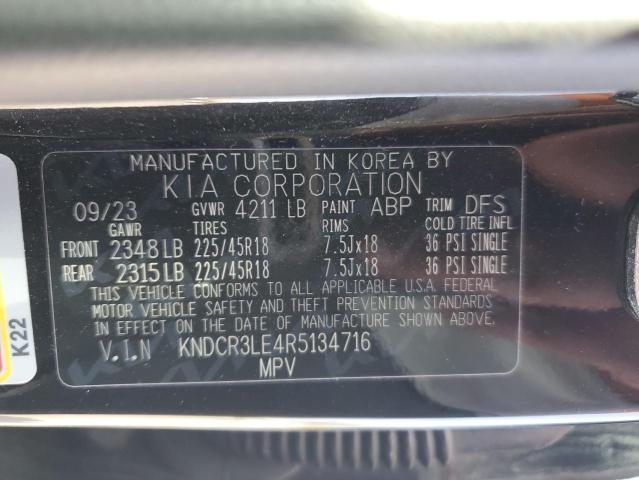 MANUFACTURED IN KOREA BY
KIA CORPORATION
09/23 GVWR 4211 LB PAINT ABP TRIM DFS
GAWR TIRES RIMS COLD TIRE INFL
FRONT 2348 LB 225/45R18 7.5Jx18 36 PSI SINGLE
REAR 2315 LB 225/45R18 7.5Jx18 36 PSI SINGLE
THIS VEHICLE CONFORMS TO ALL APPLICABLE U.S.A. FEDERAL
MOTOR VEHICLE SAFETY AND THEFT PREVENTION STANDARDS
IN EFFECT ON THE DATE OF MANUFACTURE SHOWN ABOVE.
V.I.N KNDCR3LE4R5134716
MPV
K22